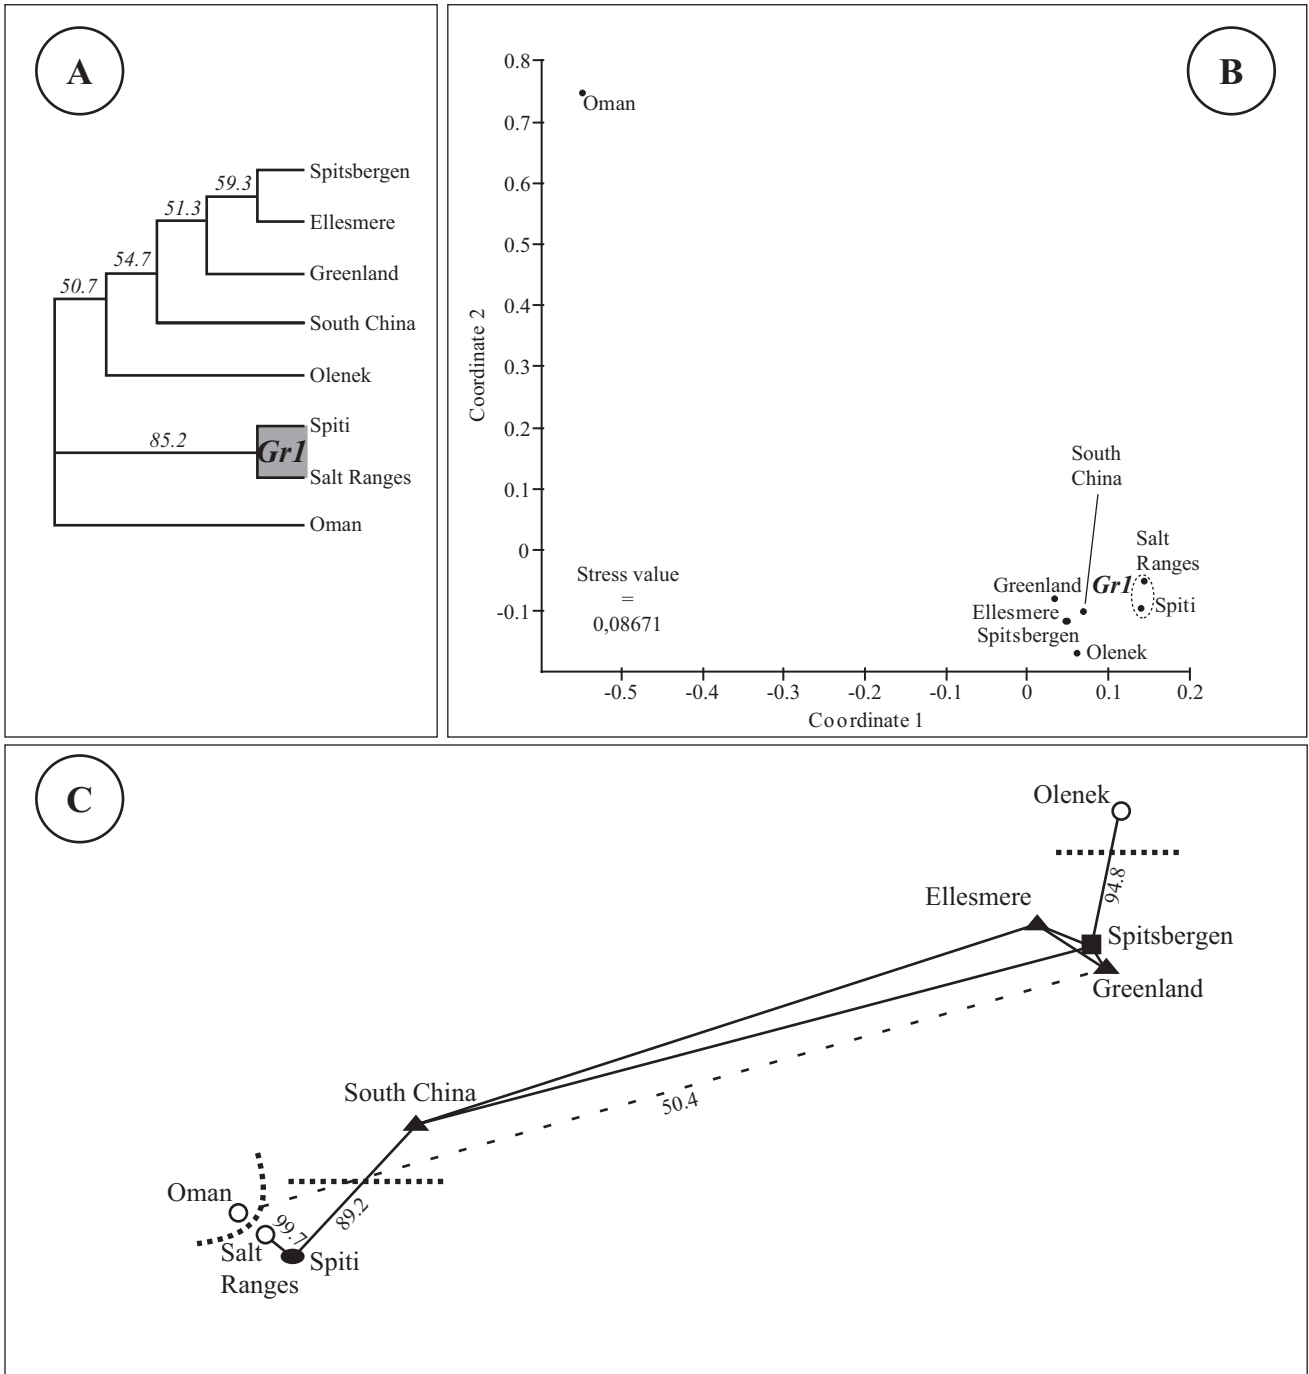 A
59.3
Spitsbergen
51.3
Ellesmere
54.7
Greenland
50.7
South China
Olenek
Spiti
85.2
Gr1
Salt Ranges
Oman
B
0.8
Oman
0.7
0.6
0.5
0.4
0.3
0.2
0.1
0
-0.1
Coordinate 2
South
China
Salt
Ranges
Gr1
Spiti
Greenland
Ellesmere
Spitsbergen
Olenek
Stress value
=
0,08671
-0.5 -0.4 -0.3 -0.2 -0.1 0 0.1 0.2
Coordinate 1
C
Olenek
94.8
Ellesmere
Spitsbergen
Greenland
50.4
South China
Oman
89.2
99.7
Salt
Ranges
Spiti